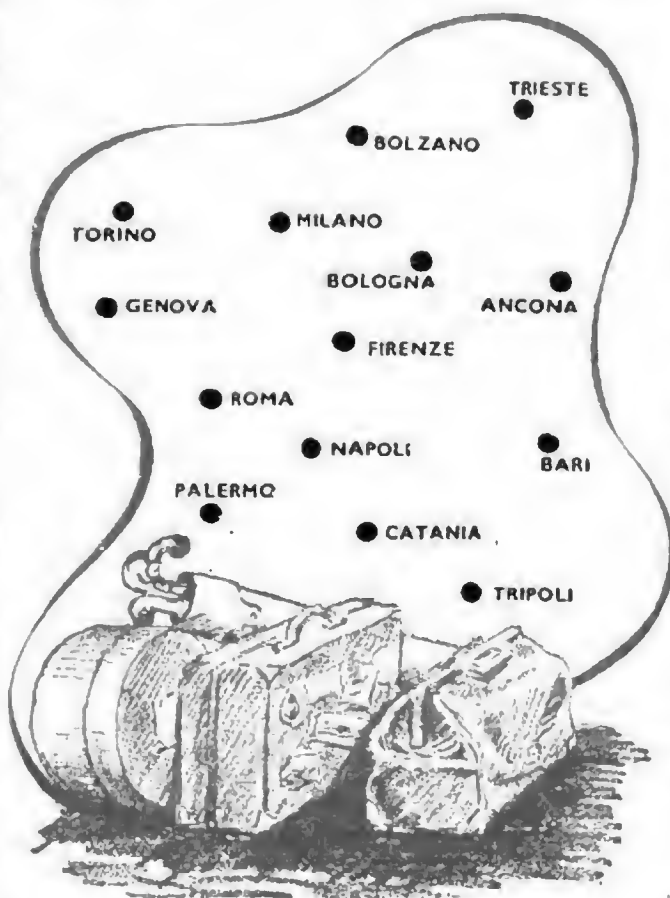 TRIESTE
BOLZANO
TORINO
MILANO
BOLOGNA
GENOVA
ANCONA
FIRENZE
ROMA
NAPOLI
BARI
PALERMO
CATANIA
TRIPOLI